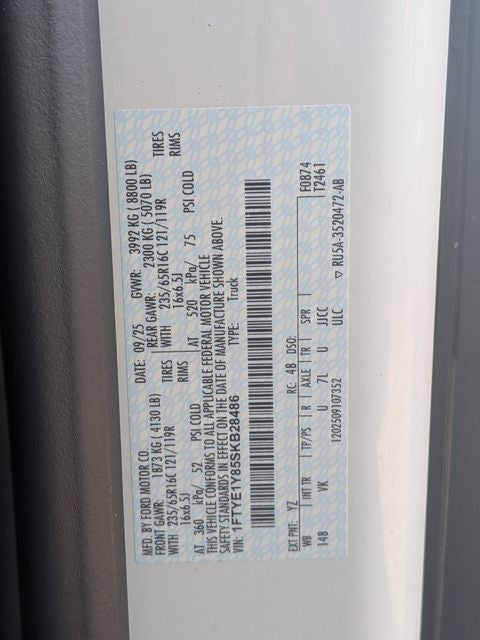 MFD. BY FORD MOTOR CO.
DATE: 09/25 GVWR: 3992 KG ( 8800 LB)
FRONT GAWR: 1873 KG ( 4130 LB) REAR GAWR: 2300 KG ( 5070 LB)
WITH 235/65R16C 121/119R TIRES WITH 235/65R16C 121/119R TIRES
16x6.5J RIMS 16x6.5J RIMS
AT 360 kPa/ 52 PSI COLD AT 520 kPa/ 75 PSI COLD
THIS VEHICLE CONFORMS TO ALL APPLICABLE FEDERAL MOTOR VEHICLE
SAFETY STANDARDS IN EFFECT ON THE DATE OF MANUFACTURE SHOWN ABOVE.
VIN: 1FTYE1Y85SKB28486 TYPE: Truck
F0874
T2461
EXT PNT: YZ RC: 48 DSO:
WB INT TR TP/PS R AXLE TR SPR
148 VK U 7L U JJCC
1202509107352 ULC
▽ RU5A-3520472-AB